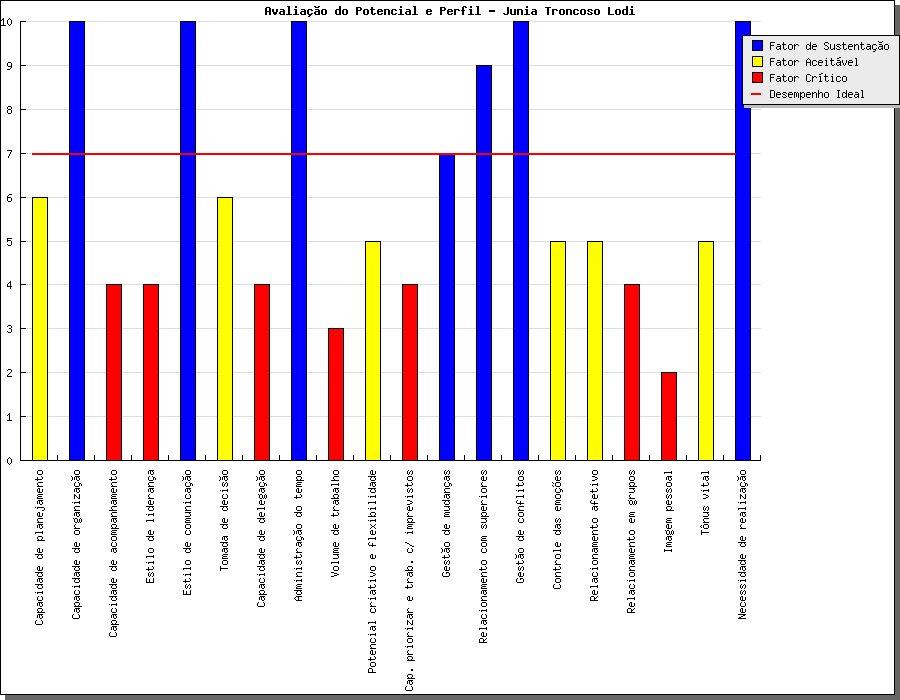 Avaliação do Potencial e Perfil - Junia Troncoso Lodi
10
9
8
7
6
5
4
3
2
1
0
Fator de Sustentação
Fator Aceitável
Fator Crítico
Desempenho Ideal
Capacidade de planejamento
Capacidade de organização
Capacidade de acompanhamento
Estilo de liderança
Estilo de comunicação
Tomada de decisão
Capacidade de delegação
Administração do tempo
Volume de trabalho
Potencial criativo e flexibilidade
Cap. priorizar e trab. c/ imprevistos
Gestão de mudanças
Relacionamento com superiores
Gestão de conflitos
Controle das emoções
Relacionamento afetivo
Relacionamento em grupos
Imagem pessoal
Tônus vital
Necessidade de realização